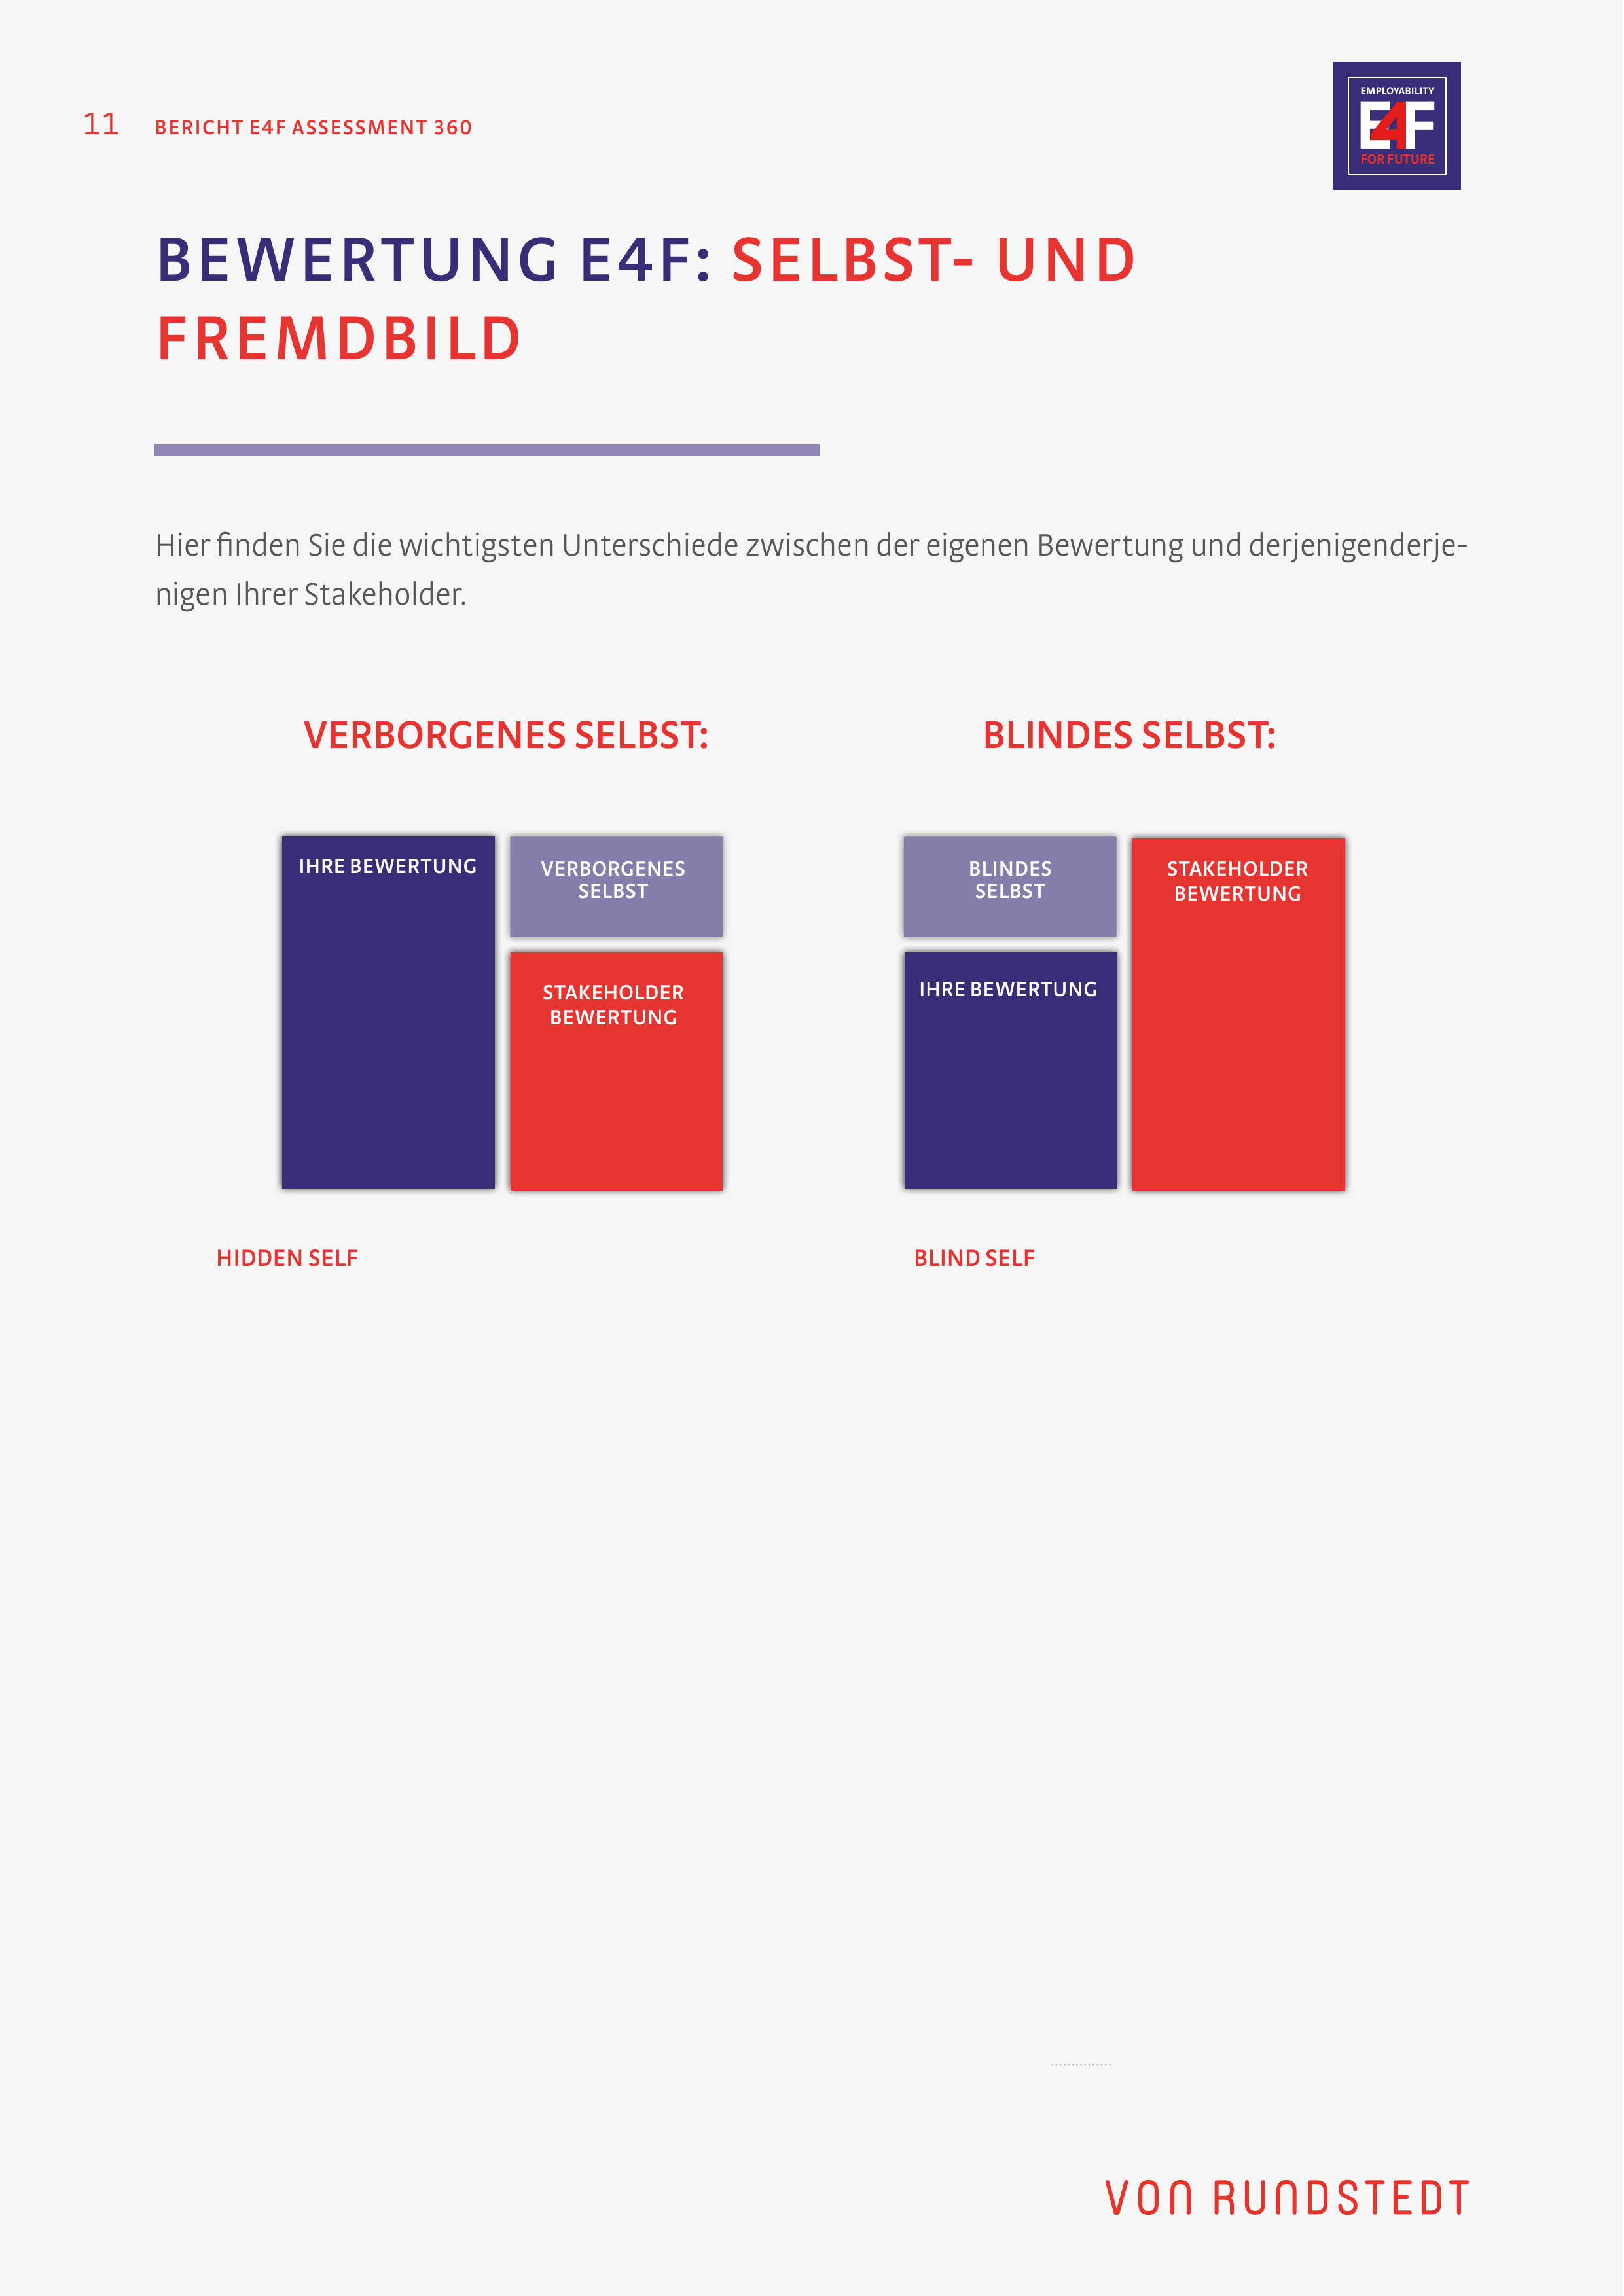 11 BERICHT E4F ASSESSMENT 360
EMPLOYABILITY
E4F
FOR FUTURE
BEWERTUNG E4F: SELBST- UND
FREMDBILD
Hier finden Sie die wichtigsten Unterschiede zwischen der eigenen Bewertung und derjenigenderje-
nigen Ihrer Stakeholder.
VERBORGENES SELBST:
IHRE BEWERTUNG
VERBORGENES
SELBST
STAKEHOLDER
BEWERTUNG
HIDDEN SELF
BLINDES SELBST:
BLINDES
SELBST
IHRE BEWERTUNG
STAKEHOLDER
BEWERTUNG
BLIND SELF
VON RUNDSTEDT